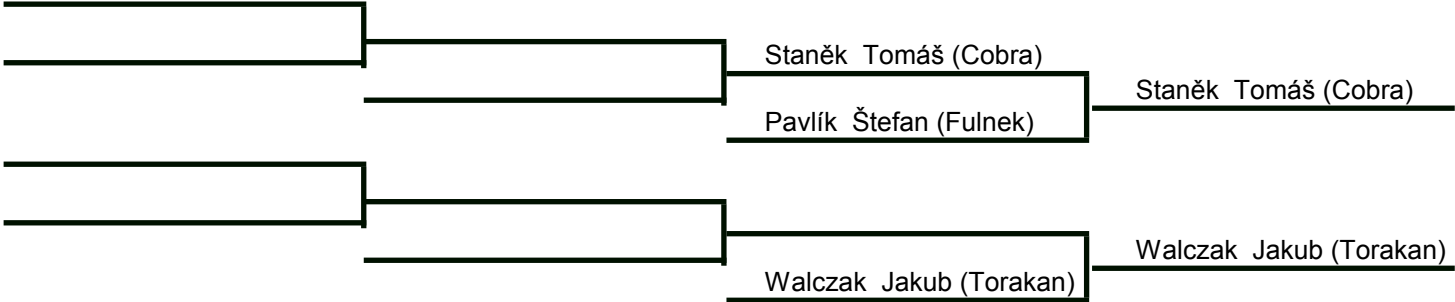 Staněk Tomáš (Cobra)
Staněk Tomáš (Cobra)
Pavlík Štefan (Fulnek)
Walczak Jakub (Torakan)
Walczak Jakub (Torakan)